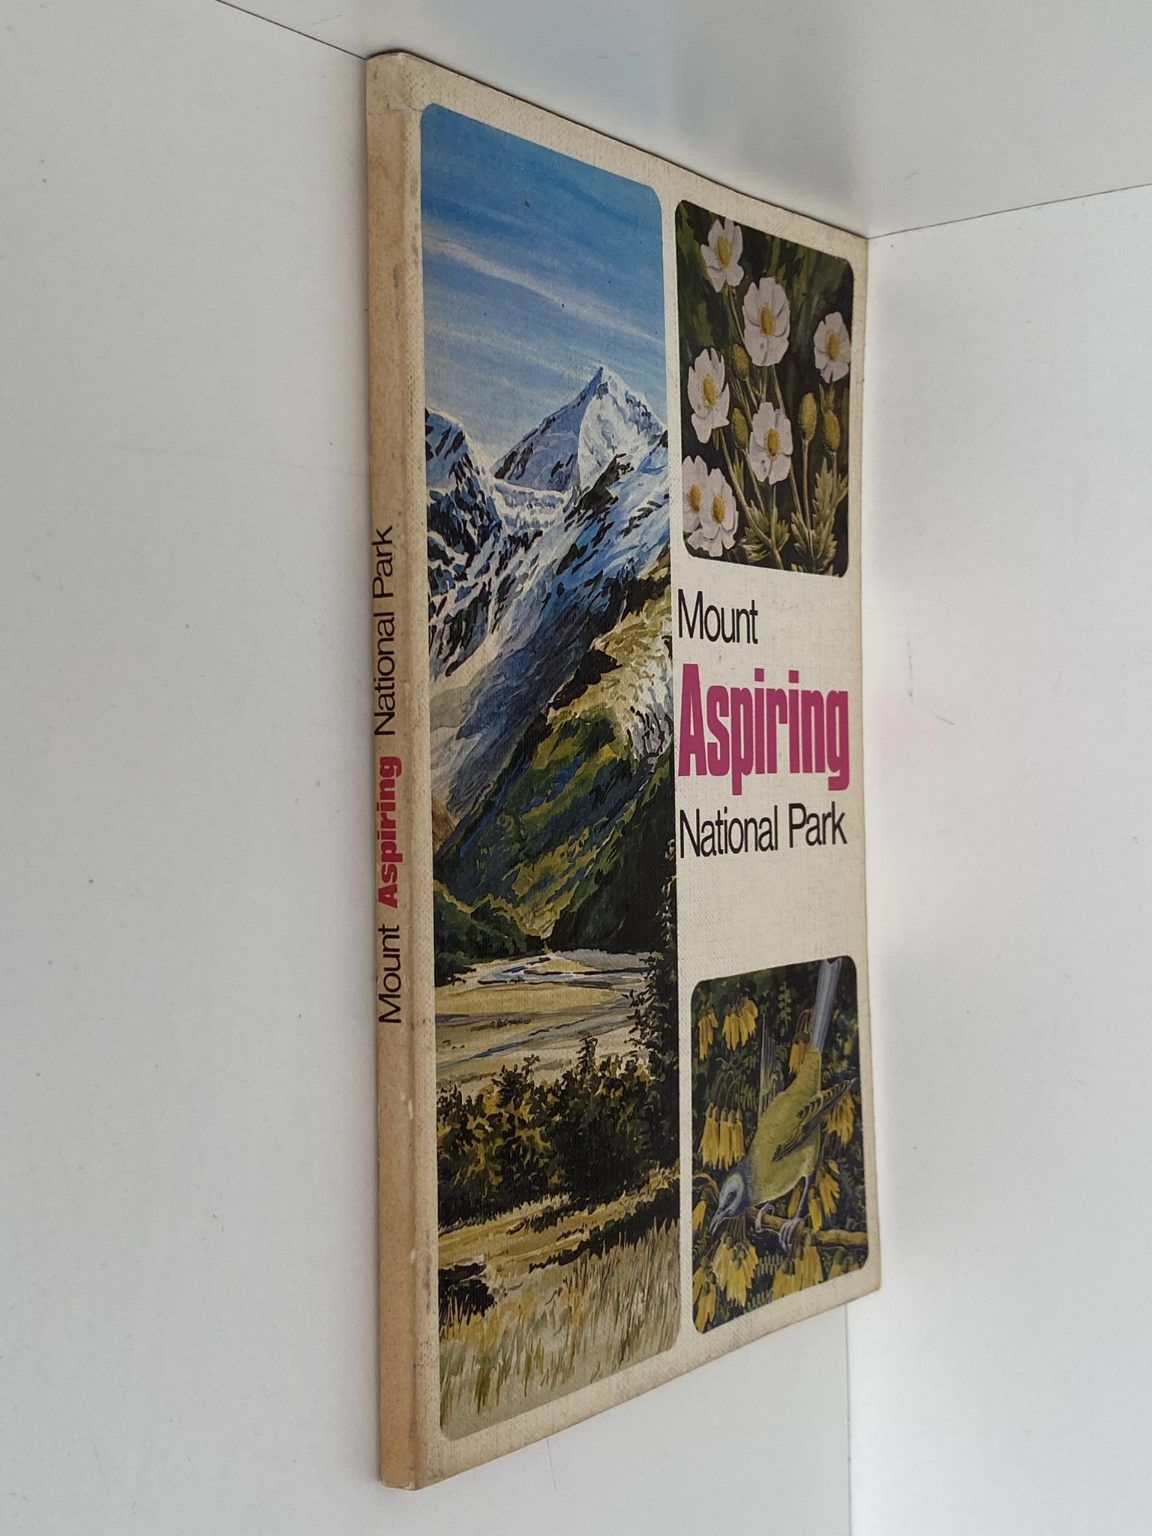 Mount Aspiring National Park
Mount
Aspiring
National Park